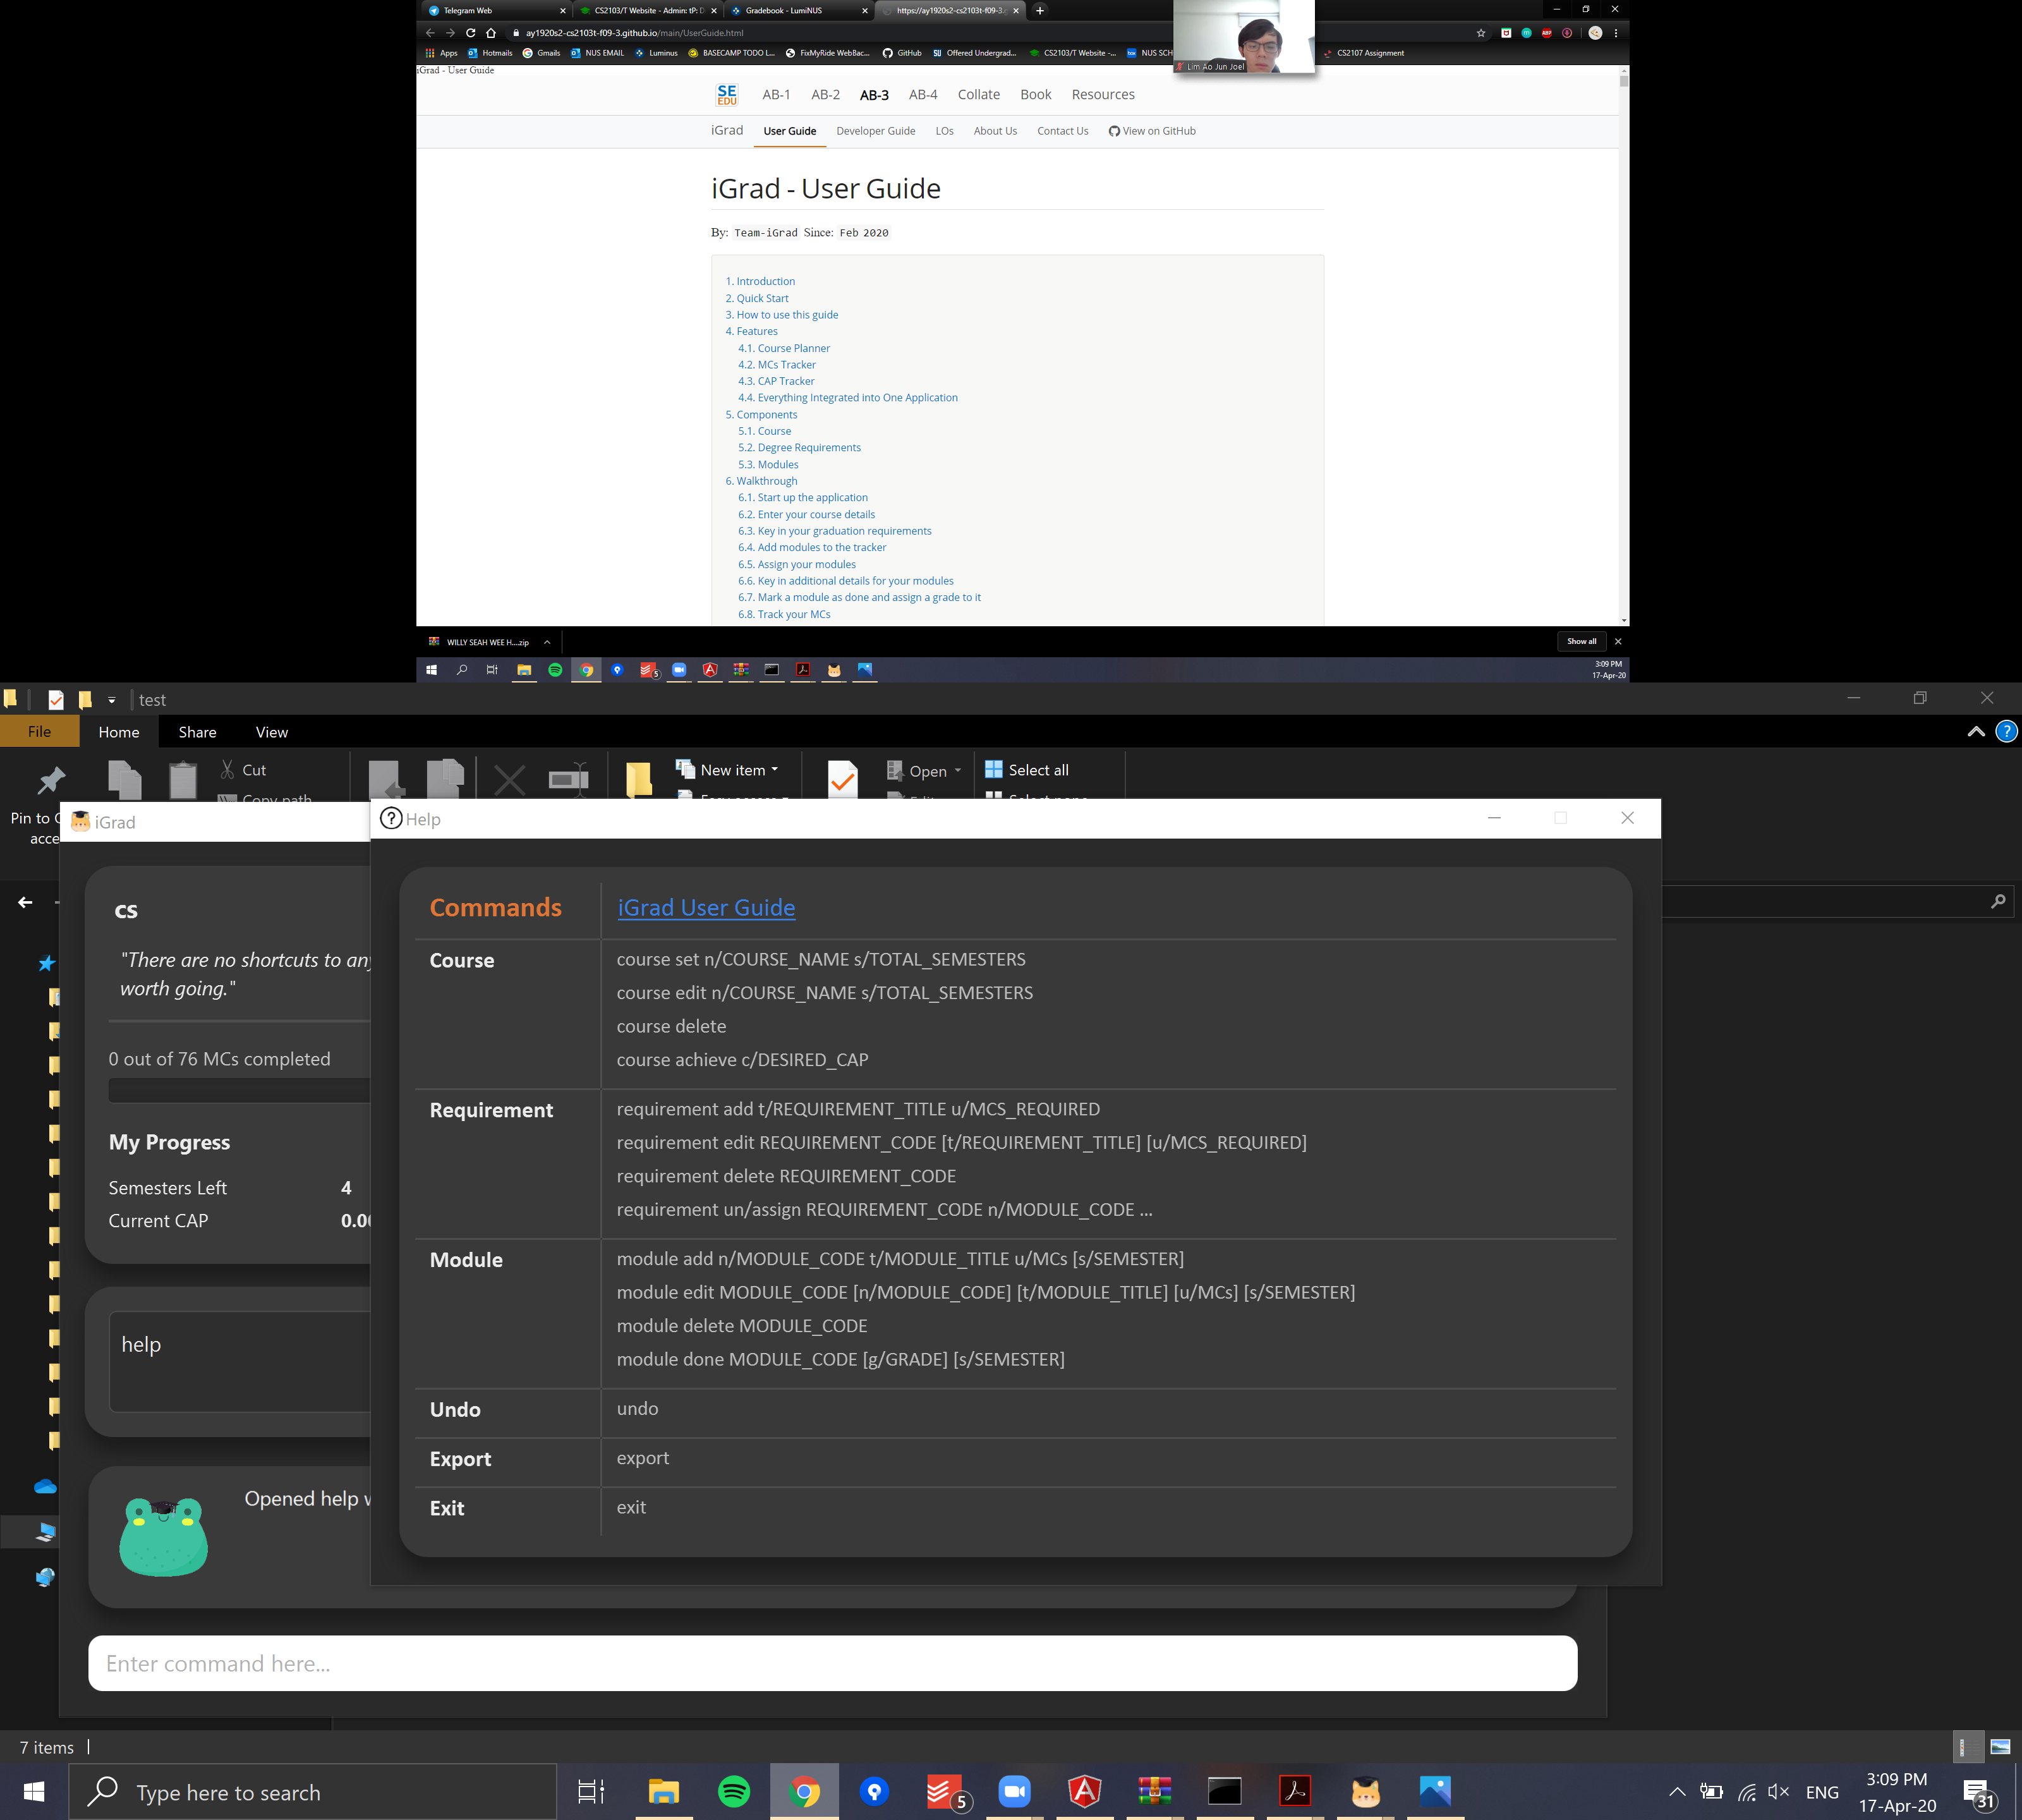 Telegram Web
CS2103/T Website - Admin: tP: D
Gradebook - LumiNUS
https://ay1920s2-cs2103t-f09-3.g
ay1920s2-cs2103t-f09-3.github.io/main/UserGuide.html
Apps
Hotmails
Gmails
NUS EMAIL
Luminus
BASECAMP TODO L...
FixMyRide WebBac...
GitHub
Offered Undergrad...
CS2103/T Website -...
NUS SCH
CS2107 Assignment
Lim Ao Jun Joel
iGrad - User Guide
SE
EDU
AB-1 AB-2 AB-3 AB-4 Collate Book Resources
iGrad User Guide Developer Guide LOs About Us Contact Us View on GitHub
iGrad - User Guide
By: Team-iGrad Since: Feb 2020
1. Introduction
2. Quick Start
3. How to use this guide
4. Features
4.1. Course Planner
4.2. MCs Tracker
4.3. CAP Tracker
4.4. Everything Integrated into One Application
5. Components
5.1. Course
5.2. Degree Requirements
5.3. Modules
6. Walkthrough
6.1. Start up the application
6.2. Enter your course details
6.3. Key in your graduation requirements
6.4. Add modules to the tracker
6.5. Assign your modules
6.6. Key in additional details for your modules
6.7. Mark a module as done and assign a grade to it
6.8. Track your MCs
WILLY SEAH WEE H....zip
Show all
5
3:09 PM
17-Apr-20
test
File Home Share View
Cut
Copy path
New item
Open
Select all
Pin to
acce
iGrad
Help
cs
"There are no shortcuts to any
worth going."
0 out of 76 MCs completed
My Progress
Semesters Left 4
Current CAP 0.0
help
Opened help w
Commands iGrad User Guide
Course
course set n/COURSE_NAME s/TOTAL_SEMESTERS
course edit n/COURSE_NAME s/TOTAL_SEMESTERS
course delete
course achieve c/DESIRED_CAP
Requirement
requirement add t/REQUIREMENT_TITLE u/MCS_REQUIRED
requirement edit REQUIREMENT_CODE [t/REQUIREMENT_TITLE] [u/MCS_REQUIRED]
requirement delete REQUIREMENT_CODE
requirement un/assign REQUIREMENT_CODE n/MODULE_CODE ...
Module
module add n/MODULE_CODE t/MODULE_TITLE u/MCs [s/SEMESTER]
module edit MODULE_CODE [n/MODULE_CODE] [t/MODULE_TITLE] [u/MCs] [s/SEMESTER]
module delete MODULE_CODE
module done MODULE_CODE [g/GRADE] [s/SEMESTER]
Undo undo
Export export
Exit exit
Enter command here...
7 items
Type here to search
5
ENG
3:09 PM
17-Apr-20
31